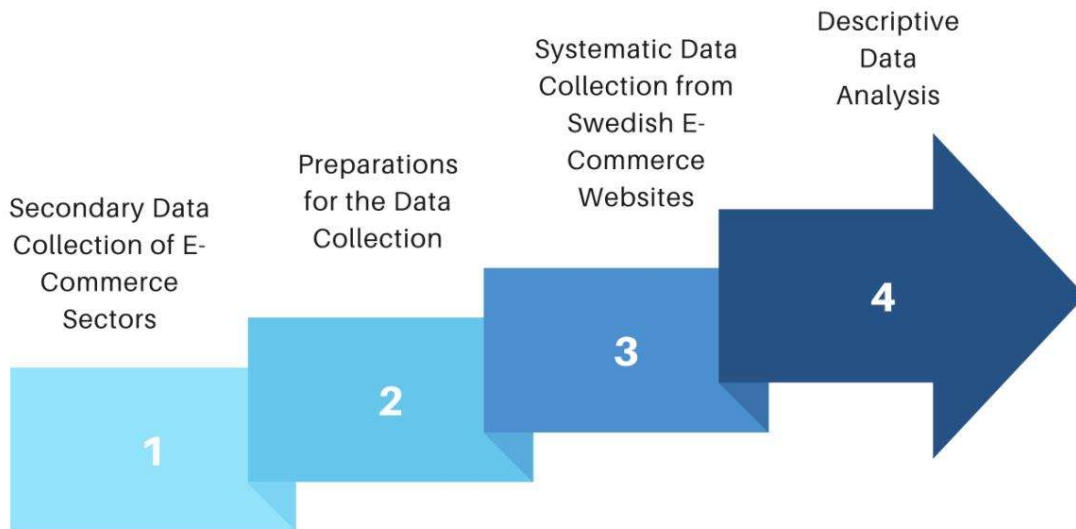 Secondary Data
Collection of E-
Commerce
Sectors
1
Preparations
for the Data
Collection
2
Systematic Data
Collection from
Swedish E-
Commerce
Websites
3
Descriptive
Data
Analysis
4